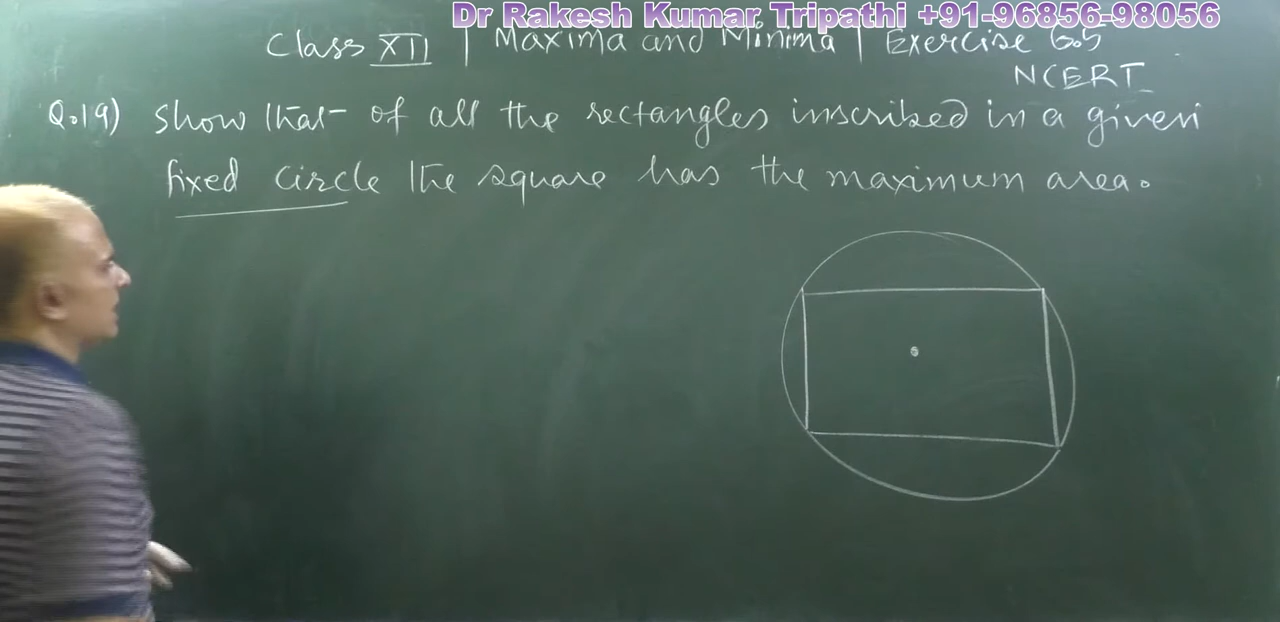 Dr Rakesh Kumar Tripathi +91-96856-98056
Class XII | Maxima and Minima | Exercise 6.5
NCERT
Q.19) Show that of all the rectangles inscribed in a given
fixed circle the square has the maximum area.